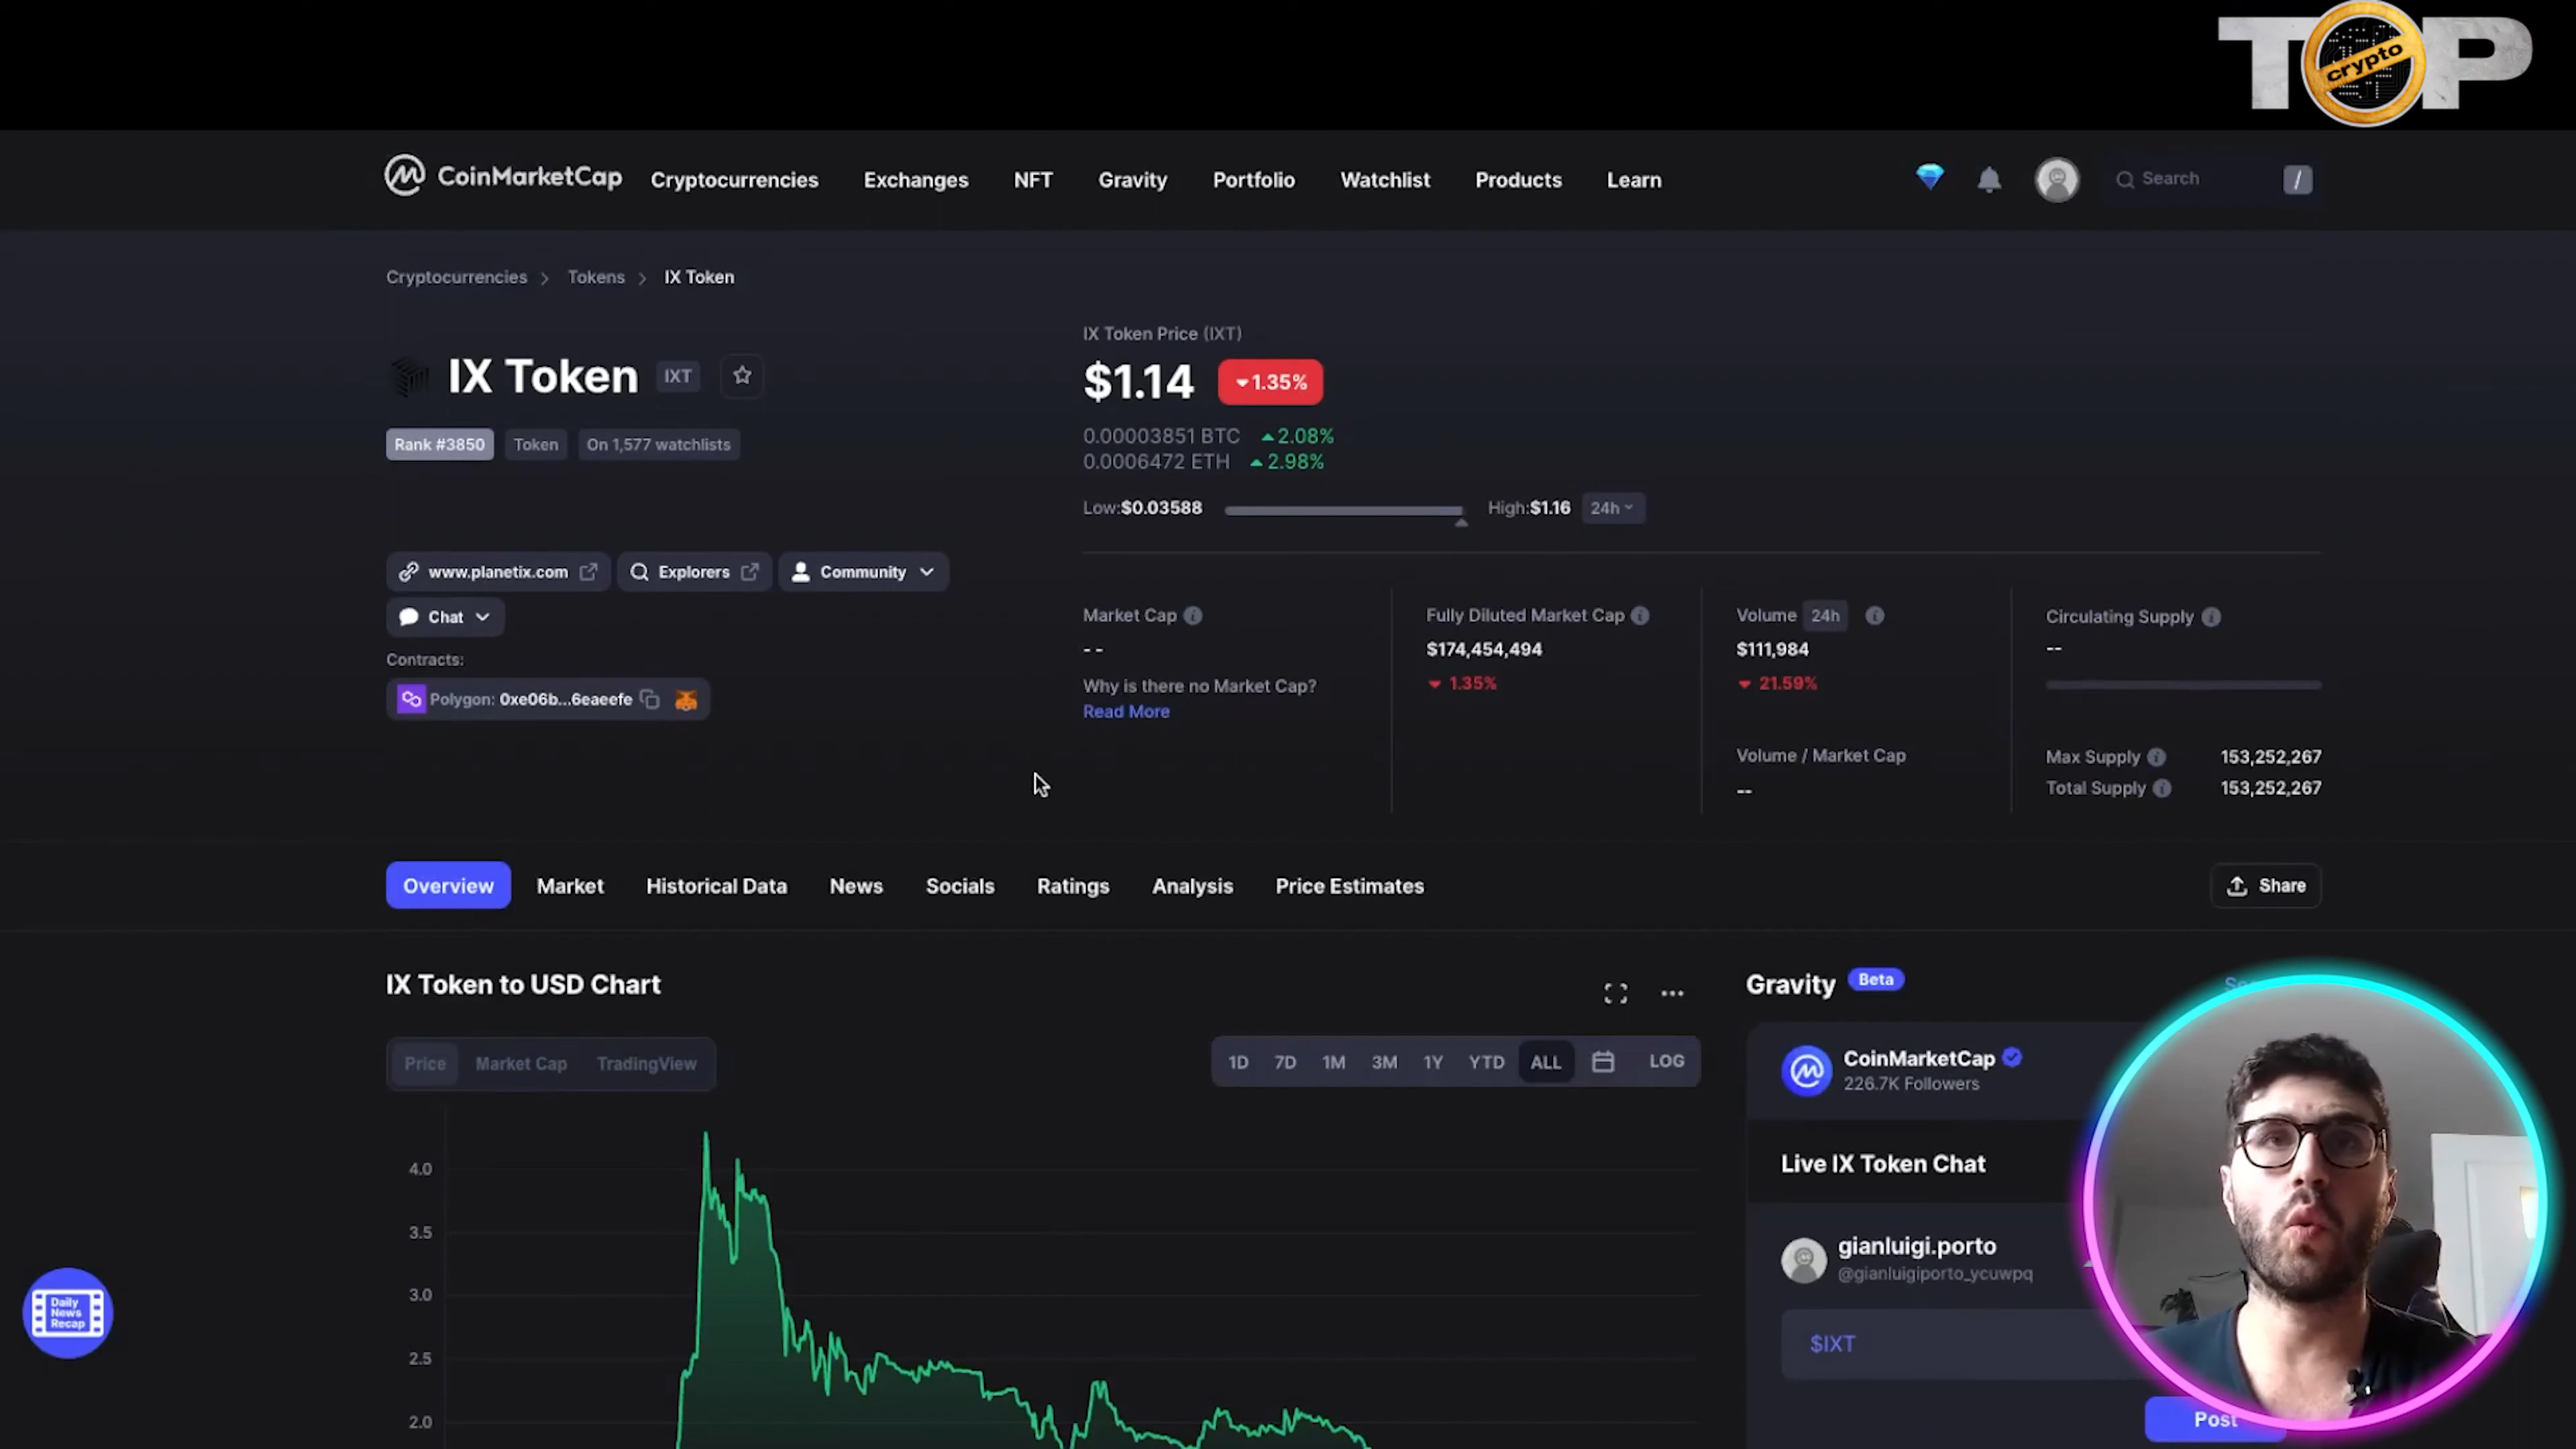 TOP
crypto
CoinMarketCap Cryptocurrencies Exchanges NFT Gravity Portfolio Watchlist Products Learn Search /
Cryptocurrencies > Tokens > IX Token
IX Token IXT
Rank #3850 Token On 1,577 watchlists
www.planetix.com Explorers Community
Chat
Contracts:
Polygon: 0xe06b...6eaeefe
IX Token Price (IXT)
$1.14 1.35%
0.00003851 BTC 2.08%
0.0006472 ETH 2.98%
Low:$0.03588 High:$1.16 24h
Market Cap
- -
Why is there no Market Cap?
Read More
Fully Diluted Market Cap
$174,454,494
1.35%
Volume 24h
$111,984
21.59%
Volume / Market Cap
--
Circulating Supply
--
Max Supply 153,252,267
Total Supply 153,252,267
Overview Market Historical Data News Socials Ratings Analysis Price Estimates Share
IX Token to USD Chart
Price Market Cap TradingView 1D 7D 1M 3M 1Y YTD ALL LOG
4.0
3.5
3.0
2.5
2.0
Gravity Beta
CoinMarketCap
226.7K Followers
Live IX Token Chat
gianluigi.porto
@gianluigiporto_ycuwpq
$IXT
Post
Daily
News
Recap